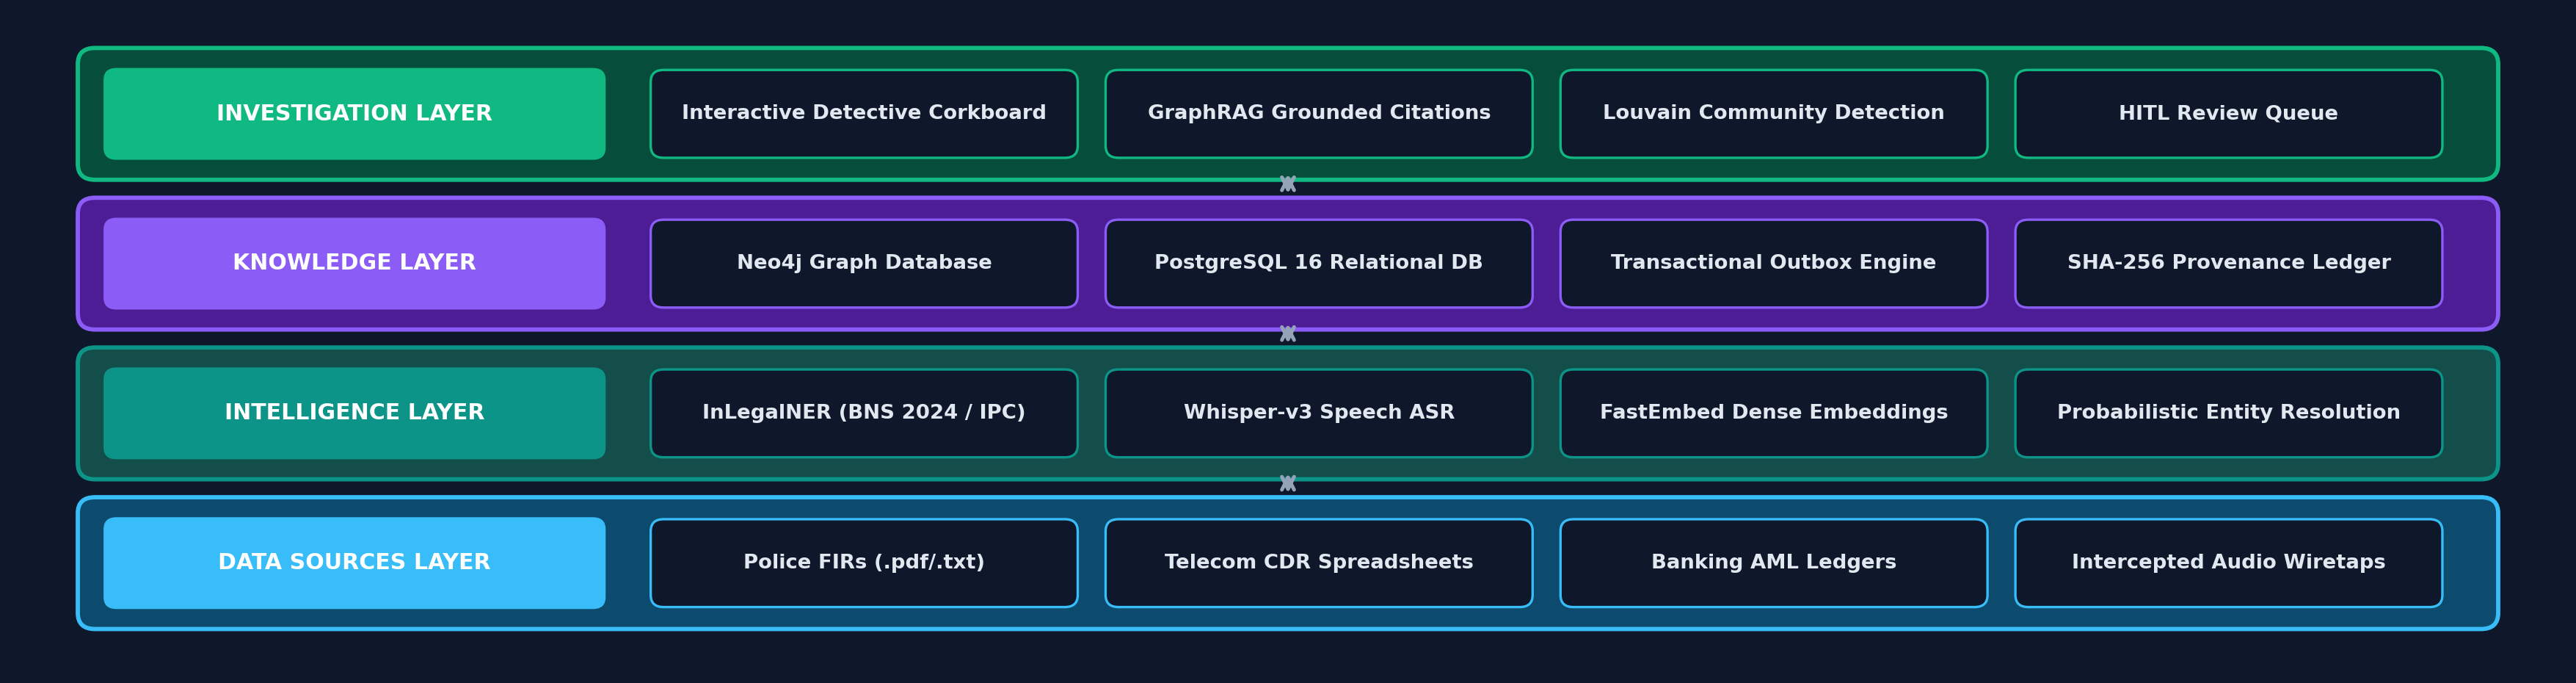 INVESTIGATION LAYER
Interactive Detective Corkboard
GraphRAG Grounded Citations
Louvain Community Detection
HITL Review Queue
KNOWLEDGE LAYER
Neo4j Graph Database
PostgreSQL 16 Relational DB
Transactional Outbox Engine
SHA-256 Provenance Ledger
INTELLIGENCE LAYER
InLegalNER (BNS 2024 / IPC)
Whisper-v3 Speech ASR
FastEmbed Dense Embeddings
Probabilistic Entity Resolution
DATA SOURCES LAYER
Police FIRs (.pdf/.txt)
Telecom CDR Spreadsheets
Banking AML Ledgers
Intercepted Audio Wiretaps